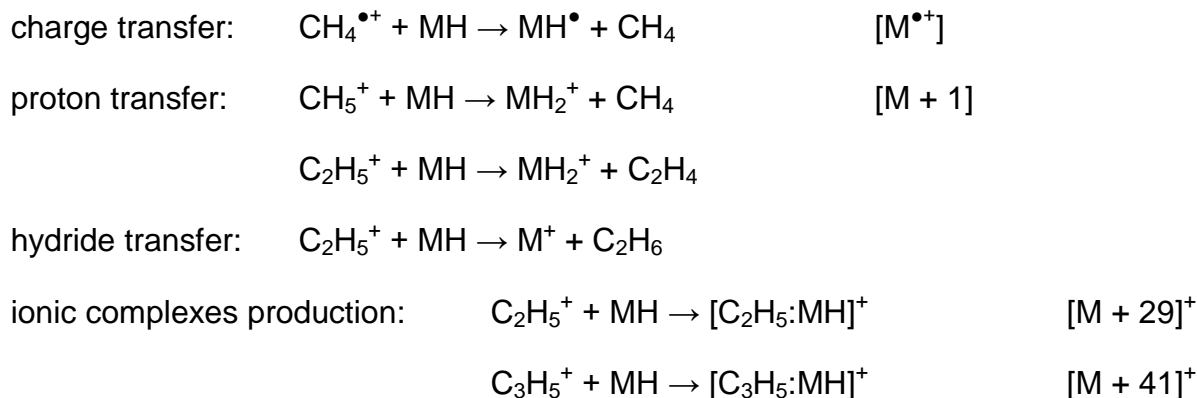 charge transfer: CH₄•⁺ + MH → MH• + CH₄ [M•⁺]
proton transfer: CH₅⁺ + MH → MH₂⁺ + CH₄ [M + 1]
C₂H₅⁺ + MH → MH₂⁺ + C₂H₄
hydride transfer: C₂H₅⁺ + MH → M⁺ + C₂H₆
ionic complexes production: C₂H₅⁺ + MH → [C₂H₅:MH]⁺ [M + 29]⁺
C₃H₅⁺ + MH → [C₃H₅:MH]⁺ [M + 41]⁺